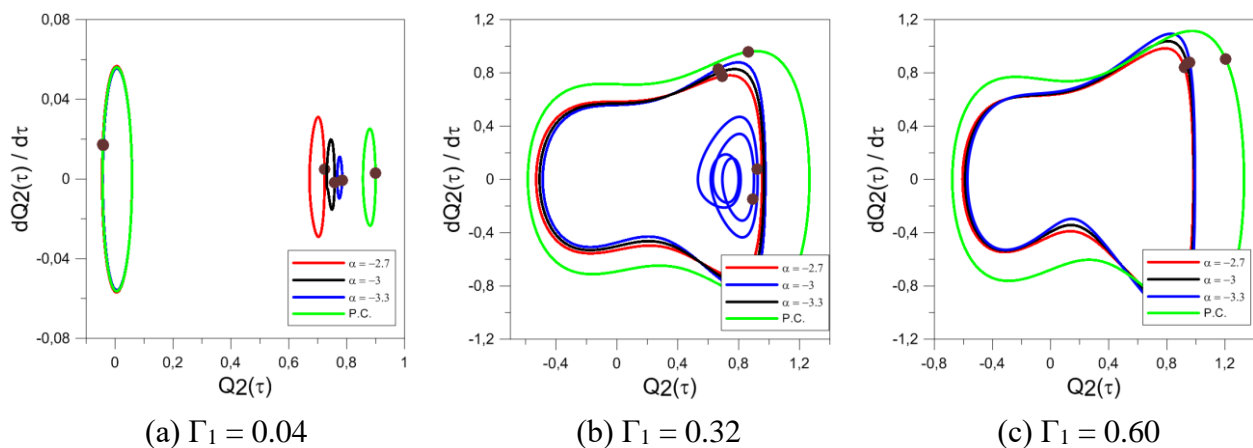 0,08
0,04
0
-0,04
-0,08
dQ2(τ) / dτ
0
0,2
0,4
0,6
0,8
1
Q2(τ)
α = −2.7
α = −3
α = −3.3
P.C.
(a) Γ1 = 0.04
1,2
0,8
0,4
0
-0,4
-0,8
-1,2
dQ2(τ) / dτ
-0,4
0
0,4
0,8
1,2
Q2(τ)
α = −2.7
α = −3
α = −3.3
P.C.
(b) Γ1 = 0.32
1,2
0,8
0,4
0
-0,4
-0,8
-1,2
dQ2(τ) / dτ
-0,8
-0,4
0
0,4
0,8
1,2
Q2(τ)
α = −2.7
α = −3
α = −3.3
P.C.
(c) Γ1 = 0.60